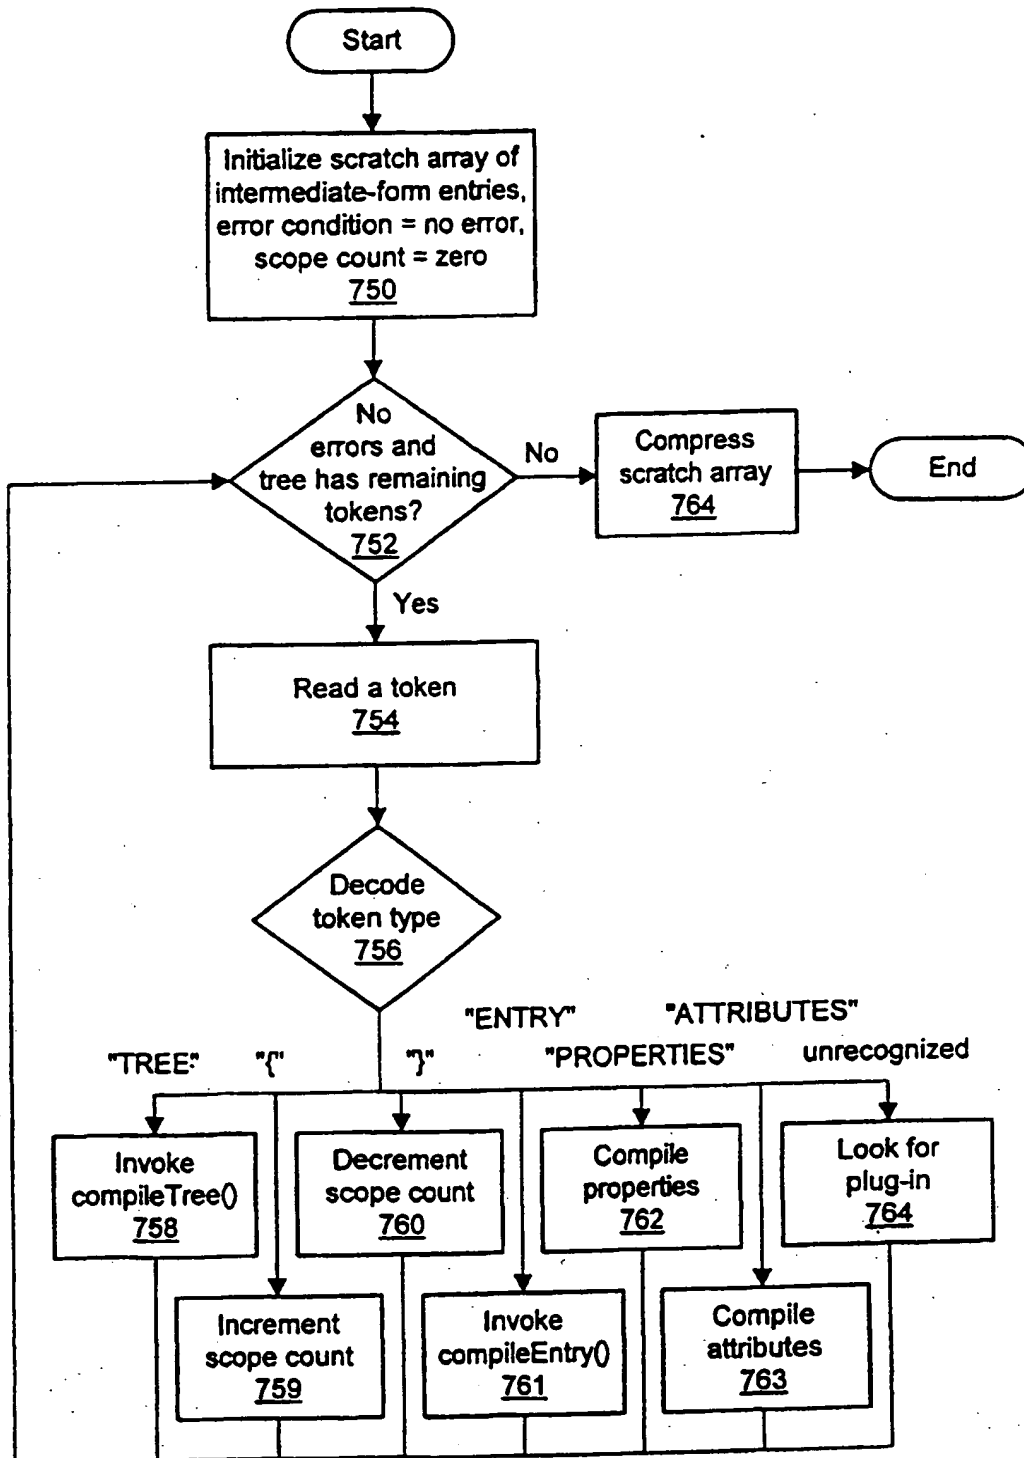 Start
Initialize scratch array of
intermediate-form entries,
error condition = no error,
scope count = zero
750
No
errors and
tree has remaining
tokens?
752
No
Compress
scratch array
764
End
Yes
Read a token
754
Decode
token type
756
"TREE"
"{"
"}"
"ENTRY"
"PROPERTIES"
"ATTRIBUTES"
unrecognized
Invoke
compileTree()
758
Decrement
scope count
760
Compile
properties
762
Look for
plug-in
764
Increment
scope count
759
Invoke
compileEntry()
761
Compile
attributes
763